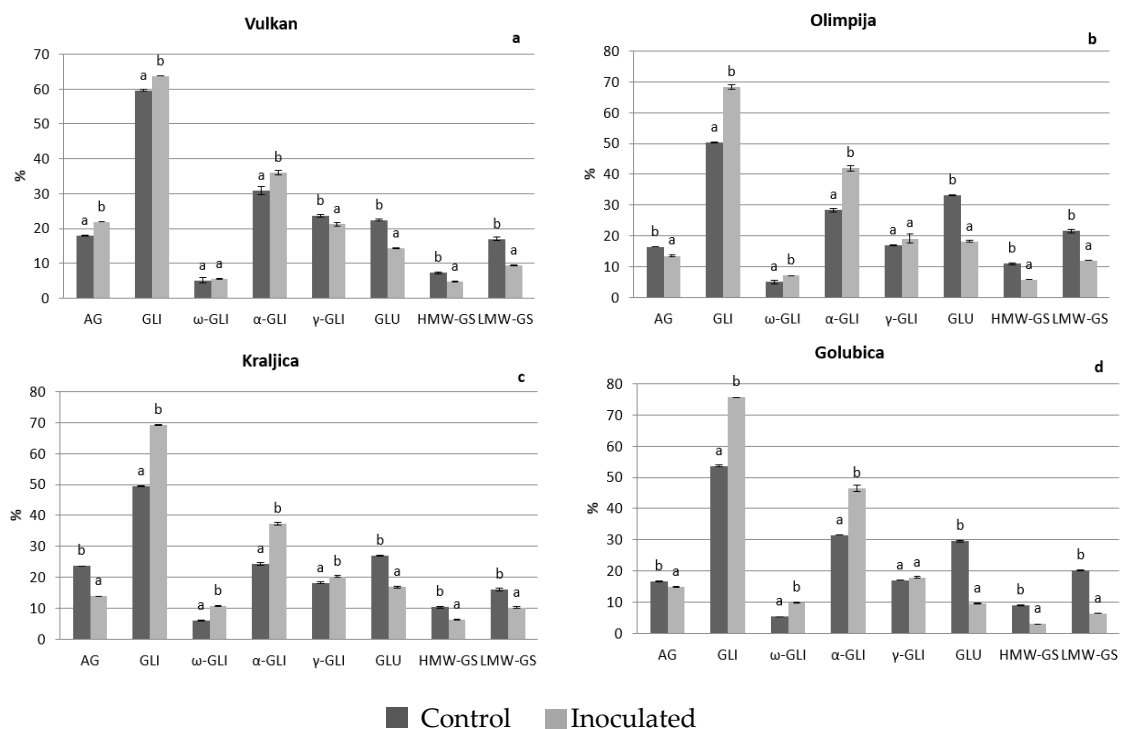 Vulkan
a
70
60
50
40
30
20
10
0
%
a b a b a a a b b a b a b a b a
AG GLI ω-GLI α-GLI γ-GLI GLU HMW-GS LMW-GS
Olimpija
b
80
70
60
50
40
30
20
10
0
%
b a a b a b a b a a b a b a b a
AG GLI ω-GLI α-GLI γ-GLI GLU HMW-GS LMW-GS
Kraljica
c
80
70
60
50
40
30
20
10
0
%
b a a b a b a b a b b a b a b a
AG GLI ω-GLI α-GLI γ-GLI GLU HMW-GS LMW-GS
Golubica
d
80
70
60
50
40
30
20
10
0
%
b a a b a b a b a a b a b a b a
AG GLI ω-GLI α-GLI γ-GLI GLU HMW-GS LMW-GS
Control Inoculated